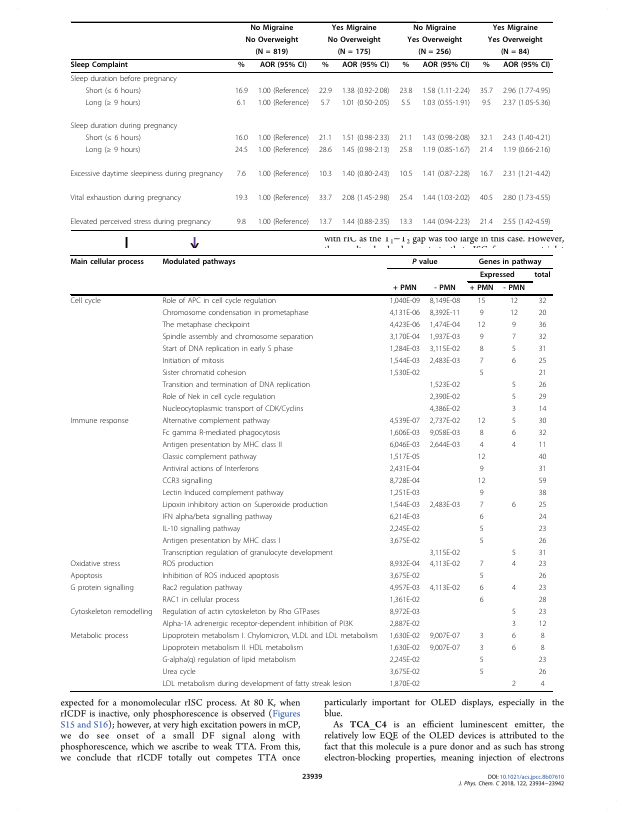 No Migraine Yes Migraine No Migraine Yes Migraine
No Overweight No Overweight Yes Overweight Yes Overweight
(N = 819) (N = 175) (N = 256) (N = 84)
Sleep Complaint % AOR (95% CI) % AOR (95% CI) % AOR (95% CI) % AOR (95% CI)
Sleep duration before pregnancy
Short (≤ 6 hours) 16.9 1.00 (Reference) 22.9 1.38 (0.92-2.08) 23.8 1.58 (1.11-2.24) 35.7 2.96 (1.77-4.95)
Long (≥ 9 hours) 6.1 1.00 (Reference) 5.7 1.01 (0.50-2.05) 5.5 1.03 (0.55-1.91) 9.5 2.37 (1.05-5.36)
Sleep duration during pregnancy
Short (≤ 6 hours) 16.0 1.00 (Reference) 21.1 1.51 (0.98-2.33) 21.1 1.43 (0.98-2.08) 32.1 2.43 (1.40-4.21)
Long (≥ 9 hours) 24.5 1.00 (Reference) 28.6 1.45 (0.98-2.13) 25.8 1.19 (0.85-1.67) 21.4 1.19 (0.66-2.16)
Excessive daytime sleepiness during pregnancy 7.6 1.00 (Reference) 10.3 1.40 (0.80-2.43) 10.5 1.41 (0.87-2.28) 16.7 2.31 (1.21-4.42)
Vital exhaustion during pregnancy 19.3 1.00 (Reference) 33.7 2.08 (1.45-2.98) 25.4 1.44 (1.03-2.02) 40.5 2.80 (1.73-4.55)
Elevated perceived stress during pregnancy 9.8 1.00 (Reference) 13.7 1.44 (0.88-2.35) 13.3 1.44 (0.94-2.23) 21.4 2.55 (1.42-4.59)
with rIC as the T1−T2 gap was too large in this case. However,
Main cellular process Modulated pathways P value Genes in pathway
Expressed total
+ PMN - PMN + PMN - PMN
Cell cycle Role of APC in cell cycle regulation 1,040E-09 8,149E-08 15 12 32
Chromosome condensation in prometaphase 4,131E-06 8,392E-11 9 12 20
The metaphase checkpoint 4,423E-06 1,474E-04 12 9 36
Spindle assembly and chromosome separation 3,170E-04 1,937E-03 9 7 32
Start of DNA replication in early S phase 1,284E-03 3,115E-02 8 5 31
Initiation of mitosis 1,544E-03 2,483E-03 7 6 25
Sister chromatid cohesion 1,530E-02 5 21
Transition and termination of DNA replication 1,523E-02 5 26
Role of Nek in cell cycle regulation 2,390E-02 5 29
Nucleocytoplasmic transport of CDK/Cyclins 4,386E-02 3 14
Immune response Alternative complement pathway 4,539E-07 2,737E-02 12 5 30
Fc gamma R-mediated phagocytosis 1,606E-03 9,058E-03 8 6 32
Antigen presentation by MHC class II 6,046E-03 2,644E-03 4 4 11
Classic complement pathway 1,517E-05 12 40
Antiviral actions of Interferons 2,431E-04 9 31
CCR3 signalling 8,728E-04 12 59
Lectin Induced complement pathway 1,251E-03 9 38
Lipoxin inhibitory action on Superoxide production 1,544E-03 2,483E-03 7 6 25
IFN alpha/beta signalling pathway 6,214E-03 6 24
IL-10 signalling pathway 2,245E-02 5 23
Antigen presentation by MHC class I 3,675E-02 5 26
Transcription regulation of granulocyte development 3,115E-02 5 31
Oxidative stress ROS production 8,932E-04 4,113E-02 7 4 23
Apoptosis Inhibition of ROS induced apoptosis 3,675E-02 5 26
G protein signalling Rac2 regulation pathway 4,957E-03 4,113E-02 6 4 23
RAC1 in cellular process 1,361E-02 6 28
Cytoskeleton remodelling Regulation of actin cytoskeleton by Rho GTPases 8,972E-03 5 23
Alpha-1A adrenergic receptor-dependent inhibition of PI3K 2,887E-02 3 12
Metabolic process Lipoprotein metabolism I. Chylomicron, VLDL and LDL metabolism 1,630E-02 9,007E-07 3 6 8
Lipoprotein metabolism II. HDL metabolism 1,630E-02 9,007E-07 3 6 8
G-alpha(q) regulation of lipid metabolism 2,245E-02 5 23
Urea cycle 3,675E-02 5 26
LDL metabolism during development of fatty streak lesion 1,870E-02 2 4
expected for a monomolecular rISC process. At 80 K, when
rICDF is inactive, only phosphorescence is observed (Figures
S15 and S16); however, at very high excitation powers in mCP,
we do see onset of a small DF signal along with
phosphorescence, which we ascribe to weak TTA. From this,
we conclude that rICDF totally out competes TTA once
particularly important for OLED displays, especially in the
blue.
As TCA_C4 is an efficient luminescent emitter, the
relatively low EQE of the OLED devices is attributed to the
fact that this molecule is a pure donor and as such has strong
electron-blocking properties, meaning injection of electrons
23939
DOI: 10.1021/acs.jpcc.8b07610
J. Phys. Chem. C 2018, 122, 23934−23942